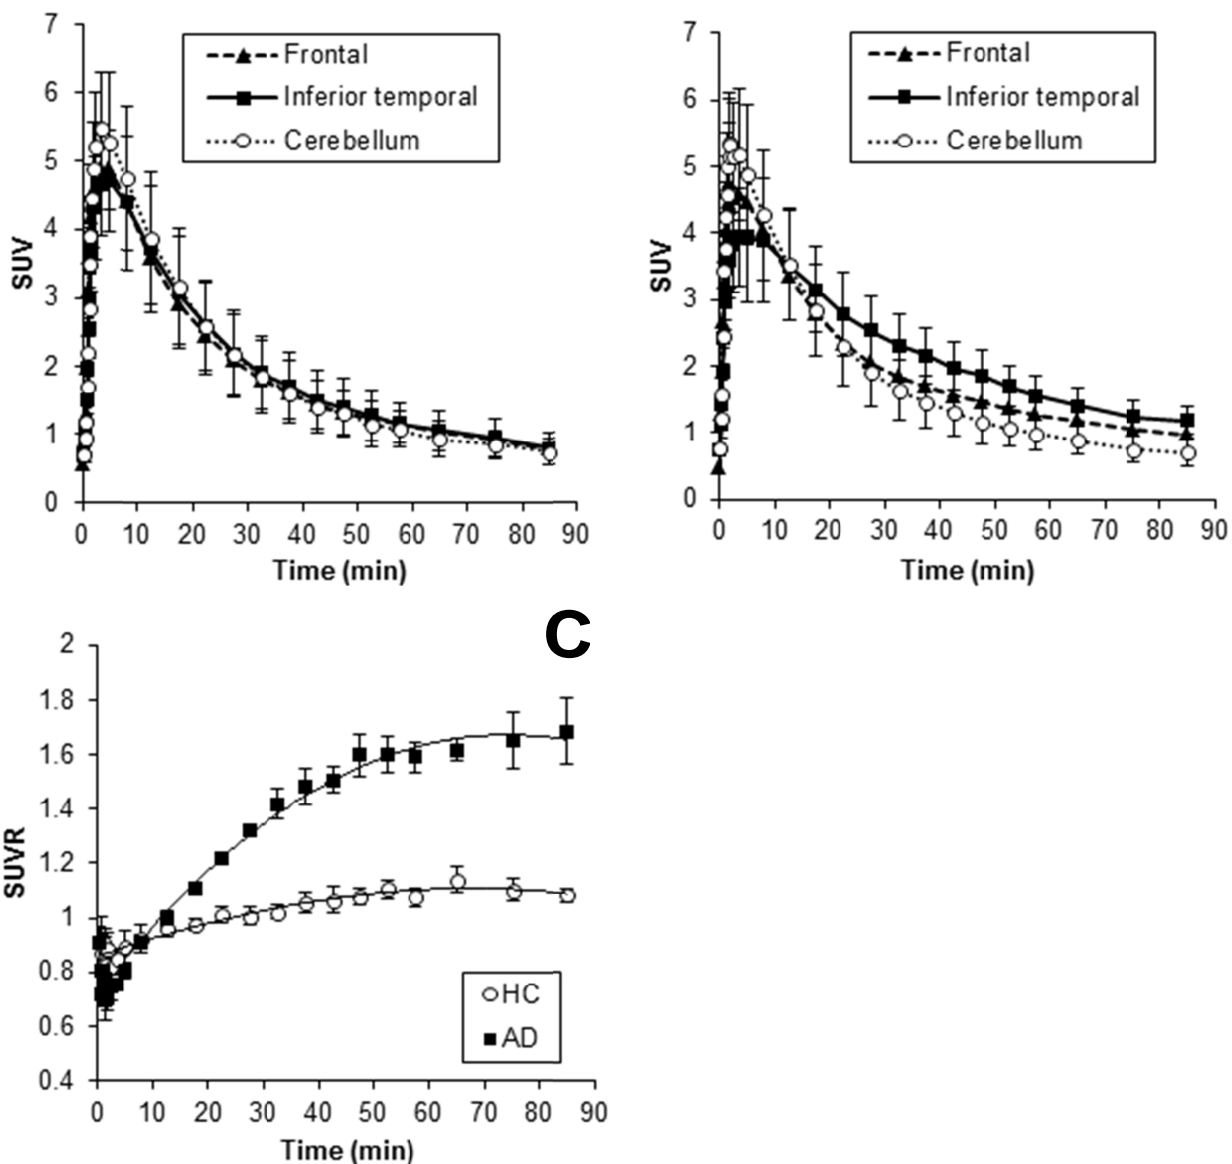 7
6
5
4
3
2
1
0
SUV
Frontal
Inferior temporal
Cerebellum
0 10 20 30 40 50 60 70 80 90
Time (min)
7
6
5
4
3
2
1
0
SUV
Frontal
Inferior temporal
Cerebellum
0 10 20 30 40 50 60 70 80 90
Time (min)
C
2
1.8
1.6
1.4
1.2
1
0.8
0.6
0.4
SUVR
HC
AD
0 10 20 30 40 50 60 70 80 90
Time (min)